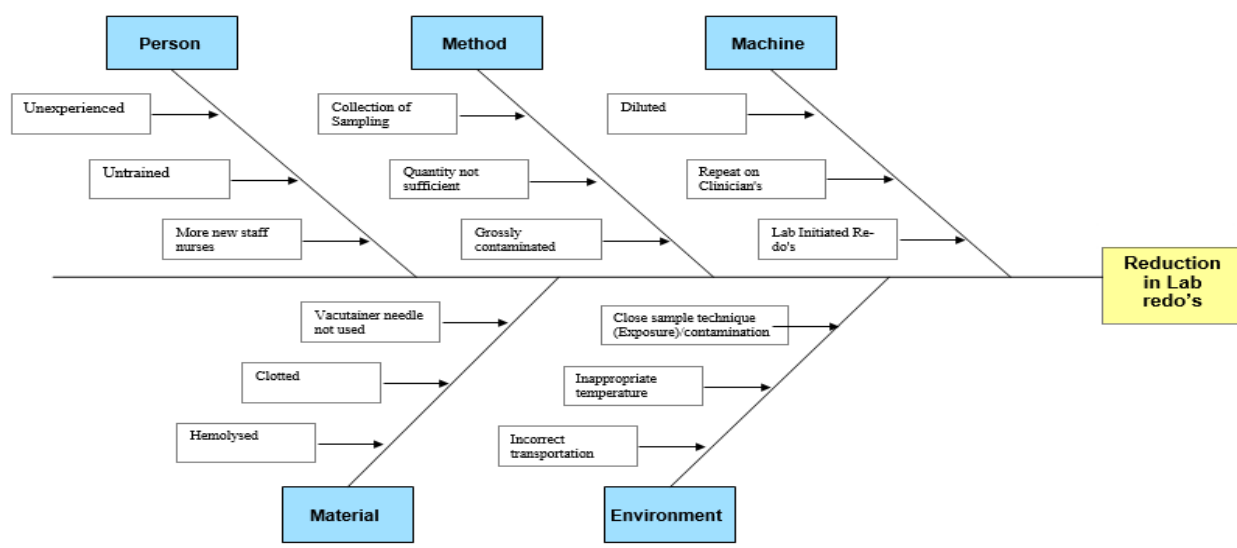 Person
Method
Machine
Unexperienced
Untrained
More new staff
nurses
Collection of
Sampling
Quantity not
sufficient
Grossly
contaminated
Diluted
Repeat on
Clinician's
Lab Initiated Re-
do's
Reduction
in Lab
redo’s
Vacutainer needle
not used
Clotted
Hemolysed
Close sample technique
(Exposure)/contamination
Inappropriate
temperature
Incorrect
transportation
Material
Environment